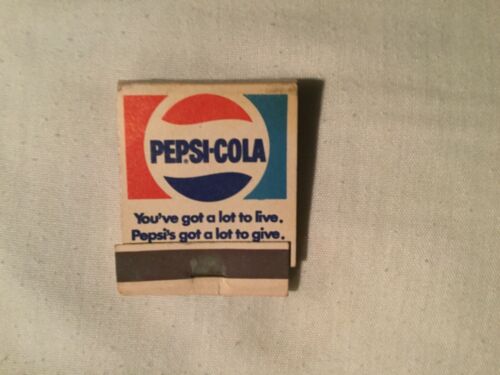 PEPSI-COLA
You've got a lot to live.
Pepsi's got a lot to give.